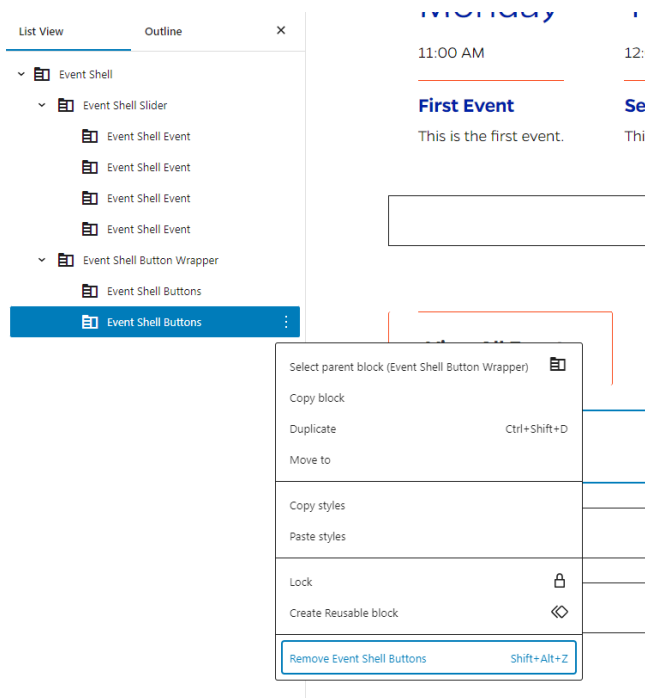 List View
Outline
Event Shell
Event Shell Slider
Event Shell Event
Event Shell Event
Event Shell Event
Event Shell Event
Event Shell Button Wrapper
Event Shell Buttons
Event Shell Buttons
Monday
11:00 AM
12:
First Event
Se
This is the first event.
Thi
Select parent block (Event Shell Button Wrapper)
Copy block
Duplicate
Ctrl+Shift+D
Move to
Copy styles
Paste styles
Lock
Create Reusable block
Remove Event Shell Buttons
Shift+Alt+Z